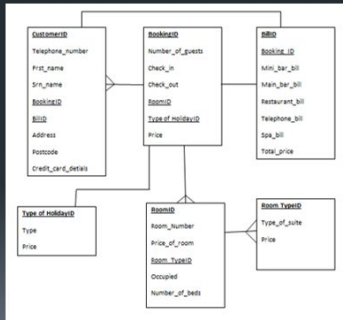 CustomerID
Telephone_number
Frst_name
Srn_name
BookingID
BillID
Address
Postcode
Credit_card_detials
BookingID
Number_of_guests
Check_in
Check_out
RoomID
Type of HolidayID
Price
BillID
Booking_ID
Mini_bar_bill
Main_bar_bill
Restaurant_bill
Telephone_bill
Spa_bill
Total_price
Type of HolidayID
Type
Price
RoomID
Room_Number
Price_of_room
Room_TypeID
Occupied
Number_of_beds
Room TypeID
Type_of_suite
Price